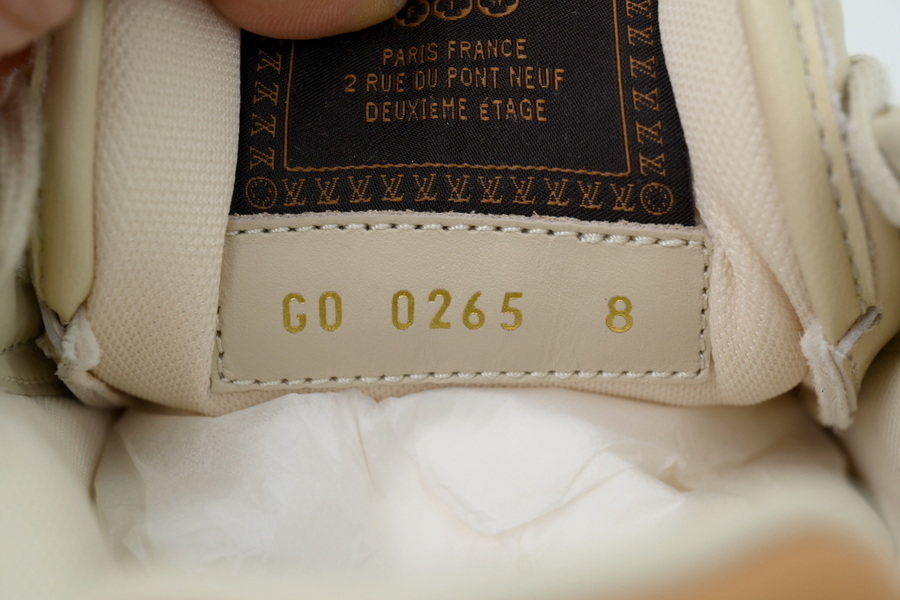 PARIS FRANCE
2 RUE DU PONT NEUF
DEUXIÈME éTAGE
GO 0265 8